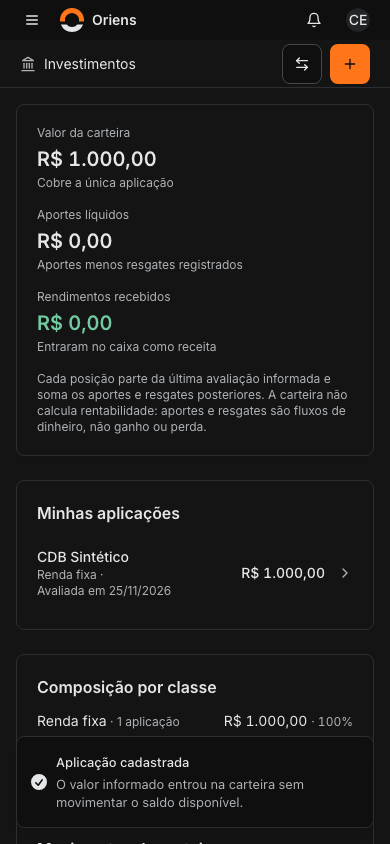 Oriens
CE
Investimentos
Valor da carteira
R$ 1.000,00
Cobre a única aplicação
Aportes líquidos
R$ 0,00
Aportes menos resgates registrados
Rendimentos recebidos
R$ 0,00
Entraram no caixa como receita
Cada posição parte da última avaliação informada e
soma os aportes e resgates posteriores. A carteira não
calcula rentabilidade: aportes e resgates são fluxos de
dinheiro, não ganho ou perda.
Minhas aplicações
CDB Sintético
Renda fixa ·
Avaliada em 25/11/2026
R$ 1.000,00
Composição por classe
Renda fixa · 1 aplicação R$ 1.000,00 · 100%
Aplicação cadastrada
O valor informado entrou na carteira sem
movimentar o saldo disponível.